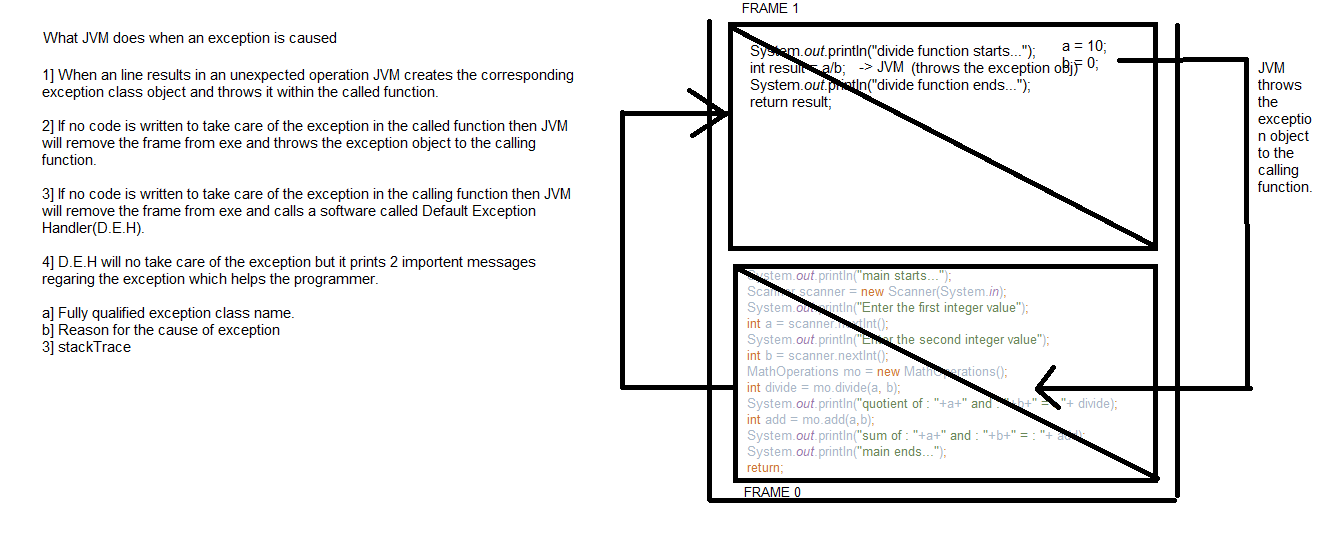 What JVM does when an exception is caused
1] When an line results in an unexpected operation JVM creates the corresponding
exception class object and throws it within the called function.
2] If no code is written to take care of the exception in the called function then JVM
will remove the frame from exe and throws the exception object to the calling
function.
3] If no code is written to take care of the exception in the calling function then JVM
will remove the frame from exe and calls a software called Default Exception
Handler(D.E.H).
4] D.E.H will no take care of the exception but it prints 2 importent messages
regaring the exception which helps the programmer.
a] Fully qualified exception class name.
b] Reason for the cause of exception
3] stackTrace
FRAME 1
System.out.println("divide function starts...");
int result = a/b; -> JVM (throws the exception obj)
System.out.println("divide function ends...");
return result;
a = 10;
b = 0;
JVM
throws
the
exceptio
n object
to the
calling
function.
System.out.println("main starts...");
Scanner scanner = new Scanner(System.in);
System.out.println("Enter the first integer value");
int a = scanner.nextInt();
System.out.println("Enter the second integer value");
int b = scanner.nextInt();
MathOperations mo = new MathOperations();
int divide = mo.divide(a, b);
System.out.println("quotient of : "+a+" and : "+b+" = : "+ divide);
int add = mo.add(a,b);
System.out.println("sum of : "+a+" and : "+b+" = : "+ add);
System.out.println("main ends...");
return;
FRAME 0